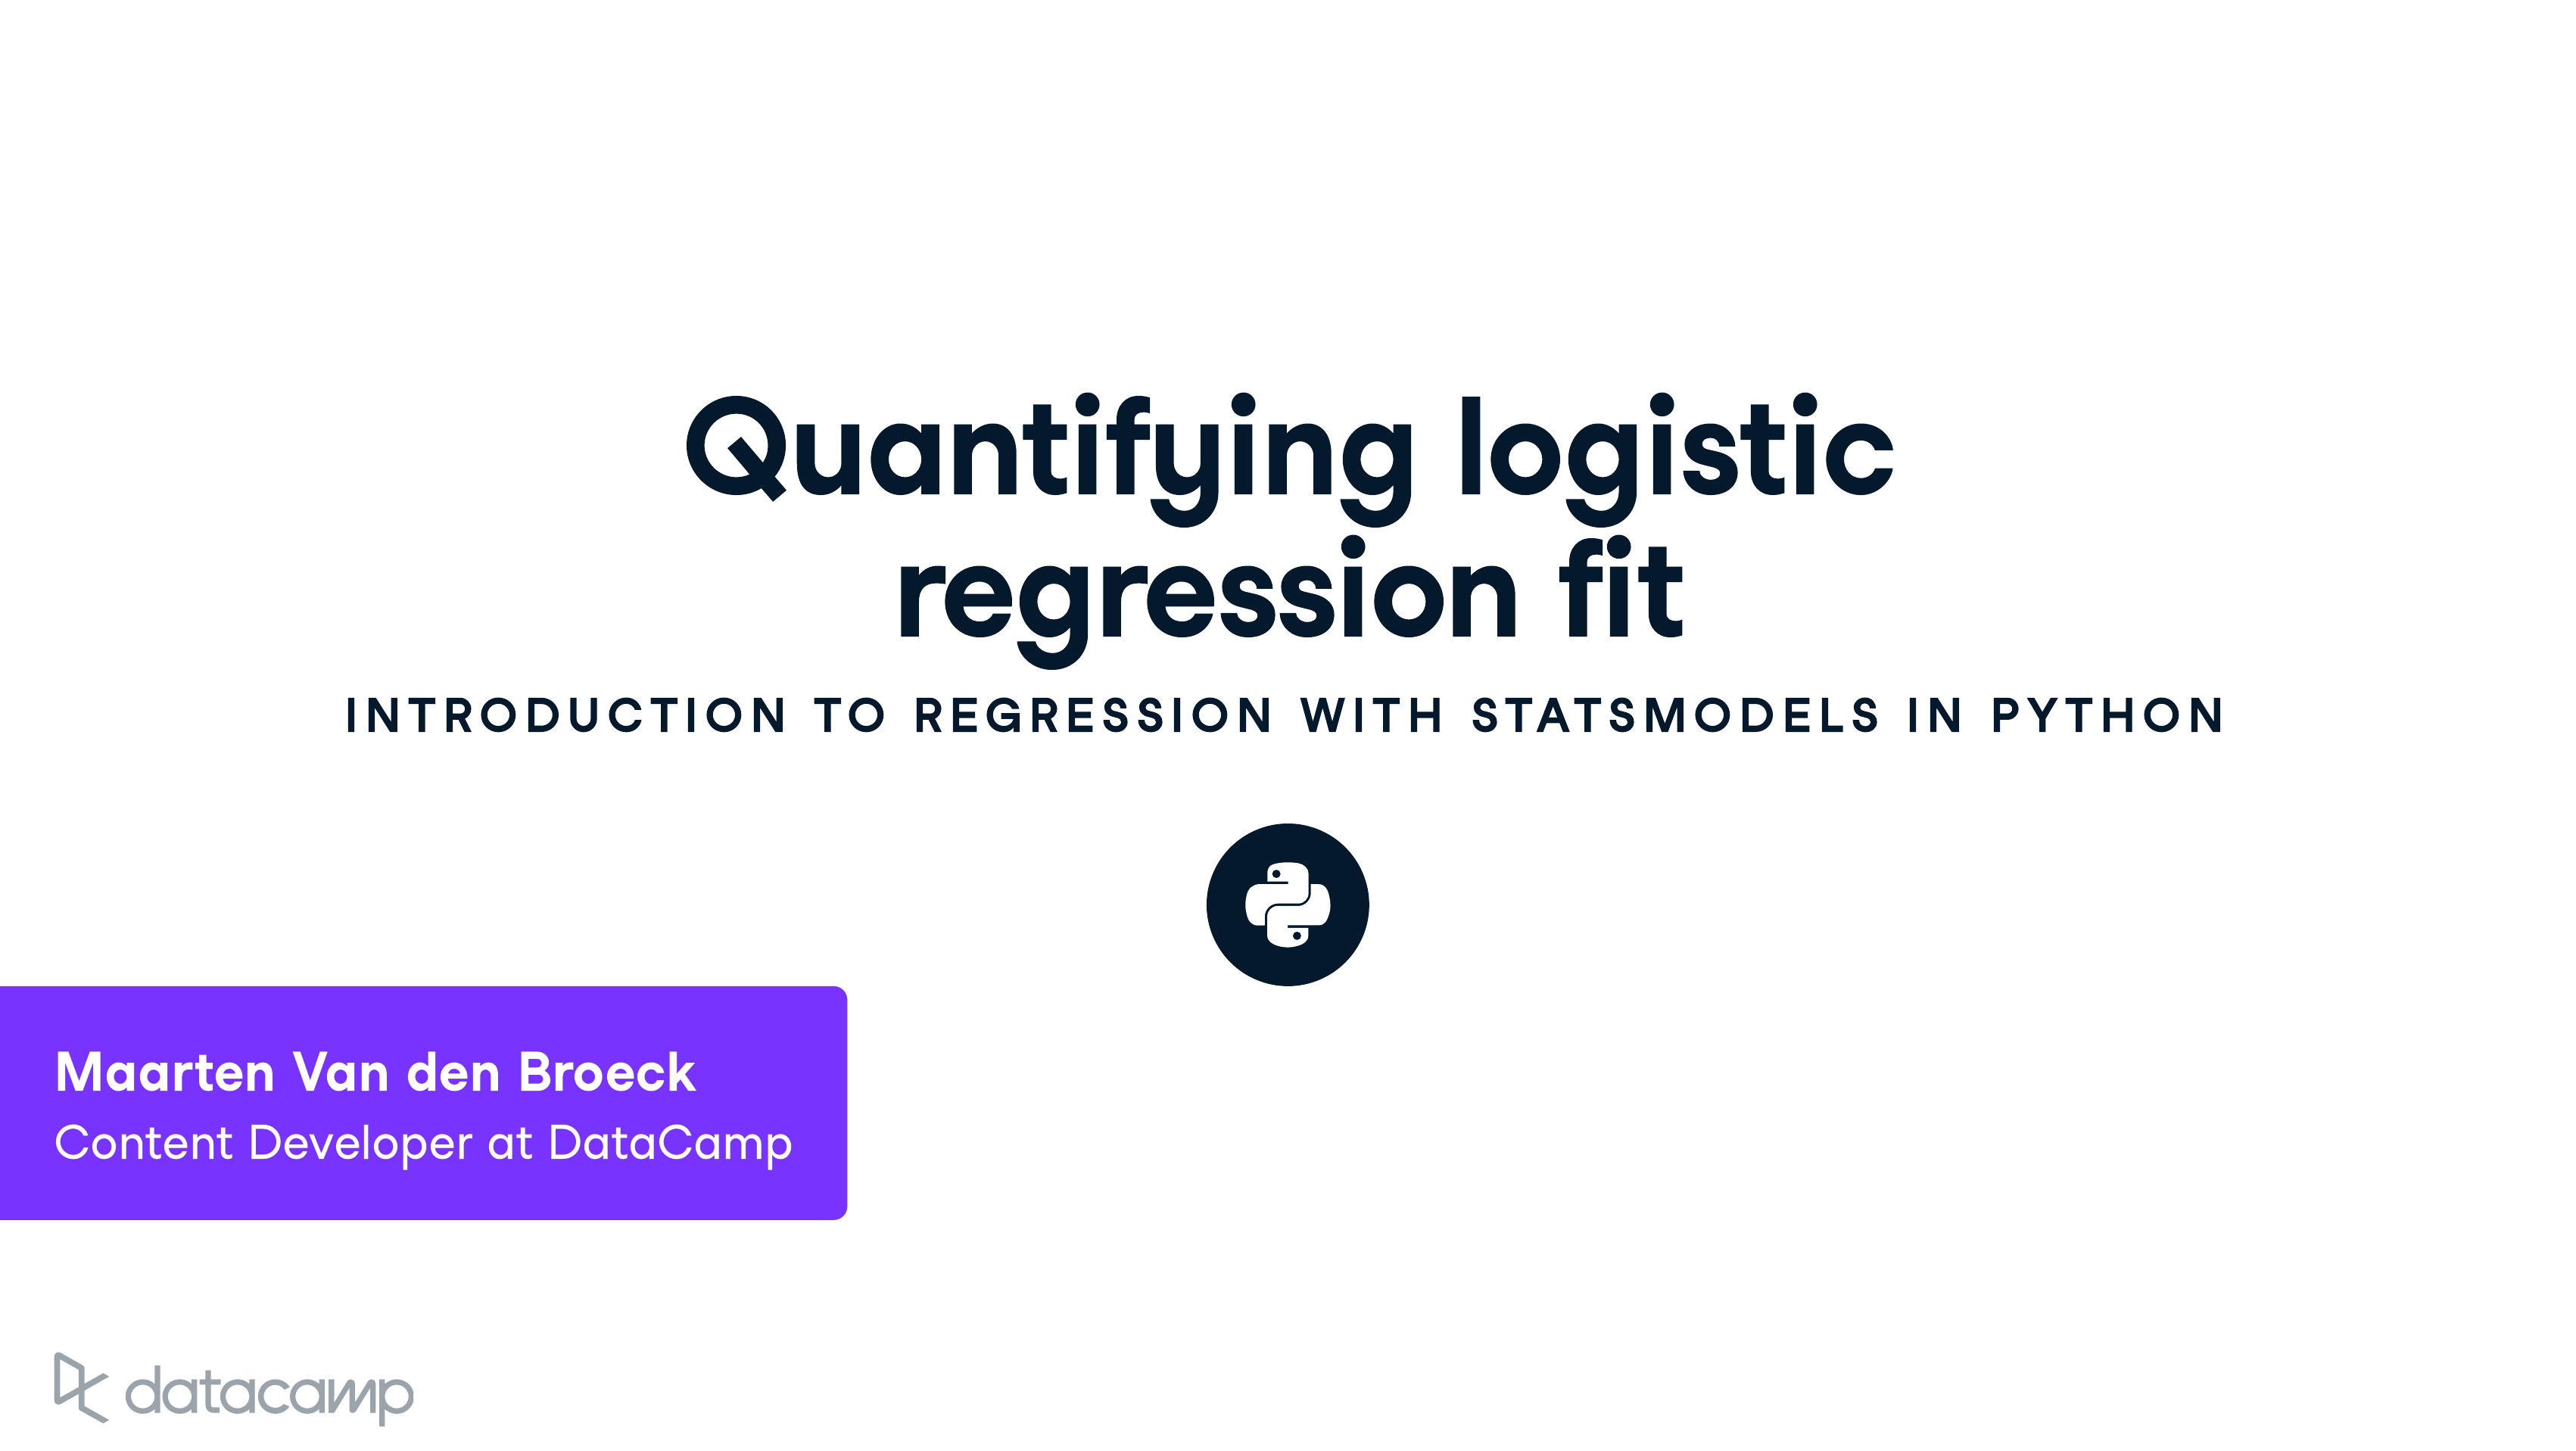 Quantifying logistic
regression fit
INTRODUCTION TO REGRESSION WITH STATSMODELS IN PYTHON
Maarten Van den Broeck
Content Developer at DataCamp
datacamp